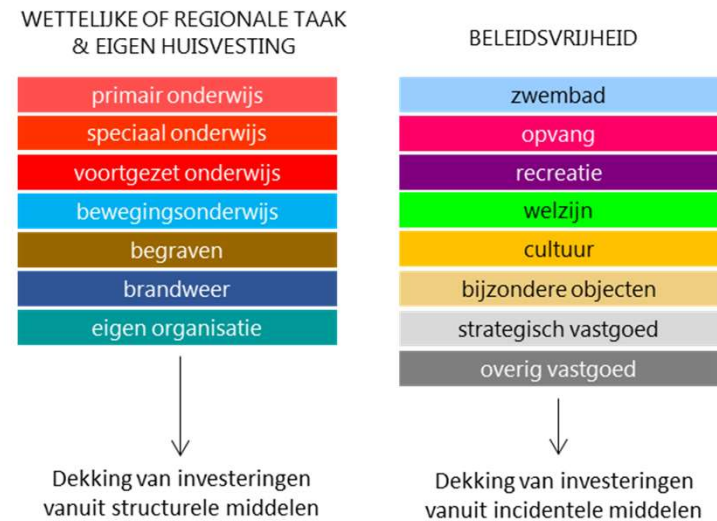 WETTELIJKE OF REGIONALE TAAK
& EIGEN HUISVESTING
primair onderwijs
speciaal onderwijs
voortgezet onderwijs
bewegingsonderwijs
begraven
brandweer
eigen organisatie
Dekking van investeringen
vanuit structurele middelen
BELEIDSVRIJHEID
zwembad
opvang
recreatie
welzijn
cultuur
bijzondere objecten
strategisch vastgoed
overig vastgoed
Dekking van investeringen
vanuit incidentele middelen